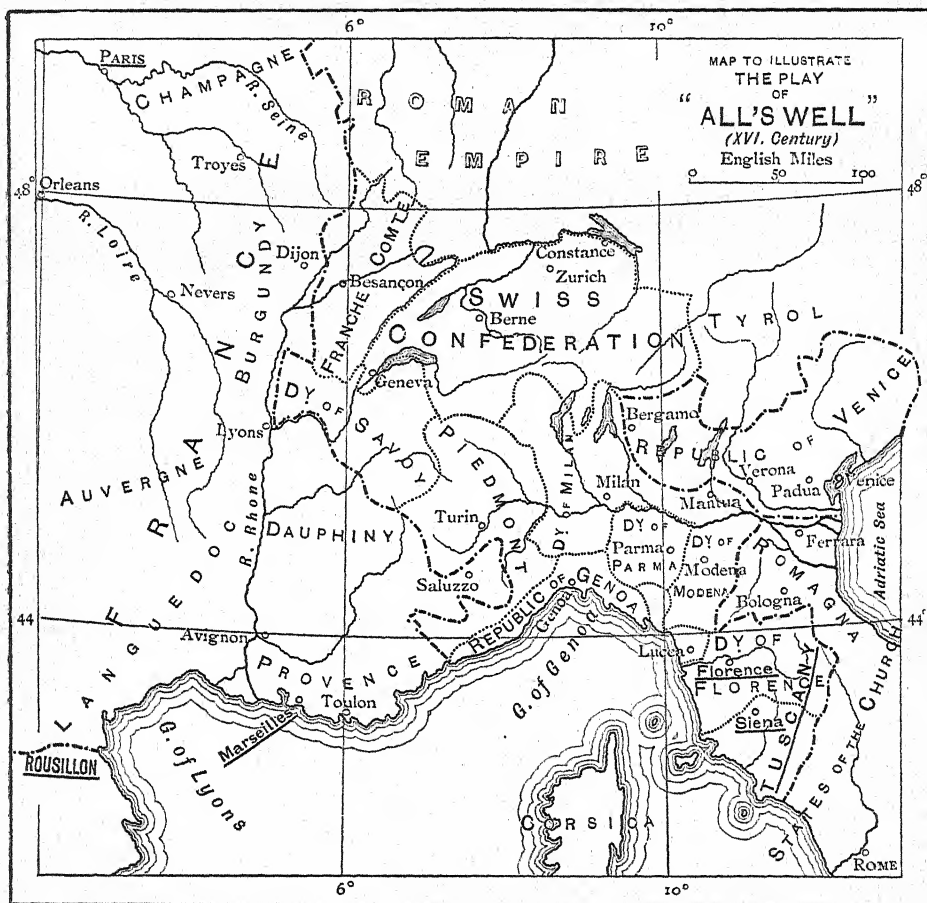 6°
10°
MAP TO ILLUSTRATE
THE PLAY
OF
"ALL'S WELL"
(XVI. Century)
English Miles
0 50 100
PARIS
CHAMPAGNE
R. Seine
ROMAN
EMPIRE
Troyes
48°
Orleans
48°
R. Loire
FRANCE
BURGUNDY
Dijon
FRANCHE COMTE
Besançon
Nevers
Constance
Zurich
SWISS
Berne
CONFEDERATION
TYROL
Geneva
DY OF SAVOY
Lyons
AUVERGNE
PIEDMONT
DY OF MILAN
Bergamo
REPUBLIC OF VENICE
Verona
Milan
Mantua
Padua
Venice
R. Rhone
DAUPHINY
Turin
DY OF
Parma
PARMA
DY OF
Modena
MODENA
Ferrara
ROMAGNA
Adriatic Sea
Saluzzo
Bologna
LANGUEDOC
44°
44°
Avignon
REPUBLIC OF GENOA
Genoa
Lucca
DY OF
Florence
FLORENCE
PROVENCE
Toulon
Marseilles
G. of Genoa
Siena
TUSCANY
STATES OF THE CHURCH
ROUSILLON
G. of Lyons
CORSICA
ROME
6°
10°